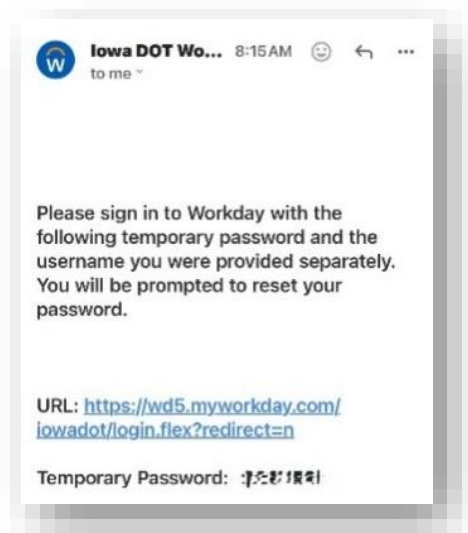 W
Iowa DOT Wo... 8:15 AM
to me
Please sign in to Workday with the
following temporary password and the
username you were provided separately.
You will be prompted to reset your
password.
URL: https://wd5.myworkday.com/
iowadot/login.flex?redirect=n
Temporary Password: